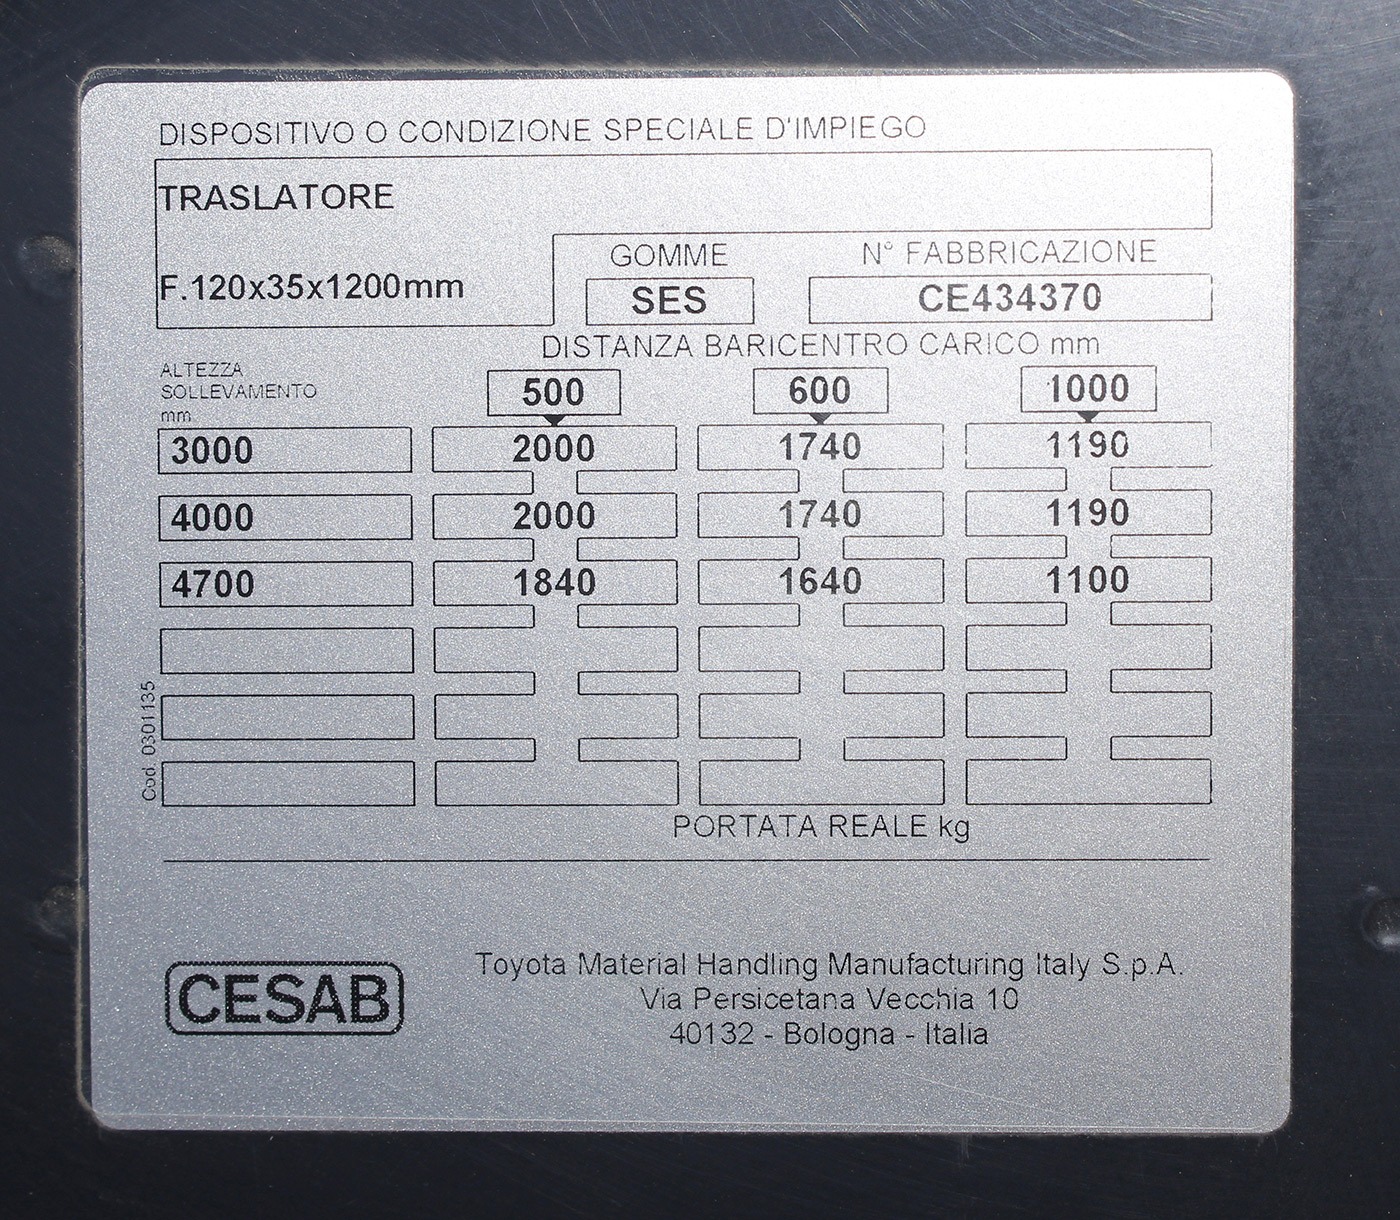 DISPOSITIVO O CONDIZIONE SPECIALE D'IMPIEGO
TRASLATORE
F.120x35x1200mm
GOMME
SES
N° FABBRICAZIONE
CE434370
DISTANZA BARICENTRO CARICO mm
ALTEZZA
SOLLEVAMENTO
mm
500 600 1000
3000 2000 1740 1190
4000 2000 1740 1190
4700 1840 1640 1100
Cod. 0301135
PORTATA REALE kg
CESAB
Toyota Material Handling Manufacturing Italy S.p.A.
Via Persicetana Vecchia 10
40132 - Bologna - Italia